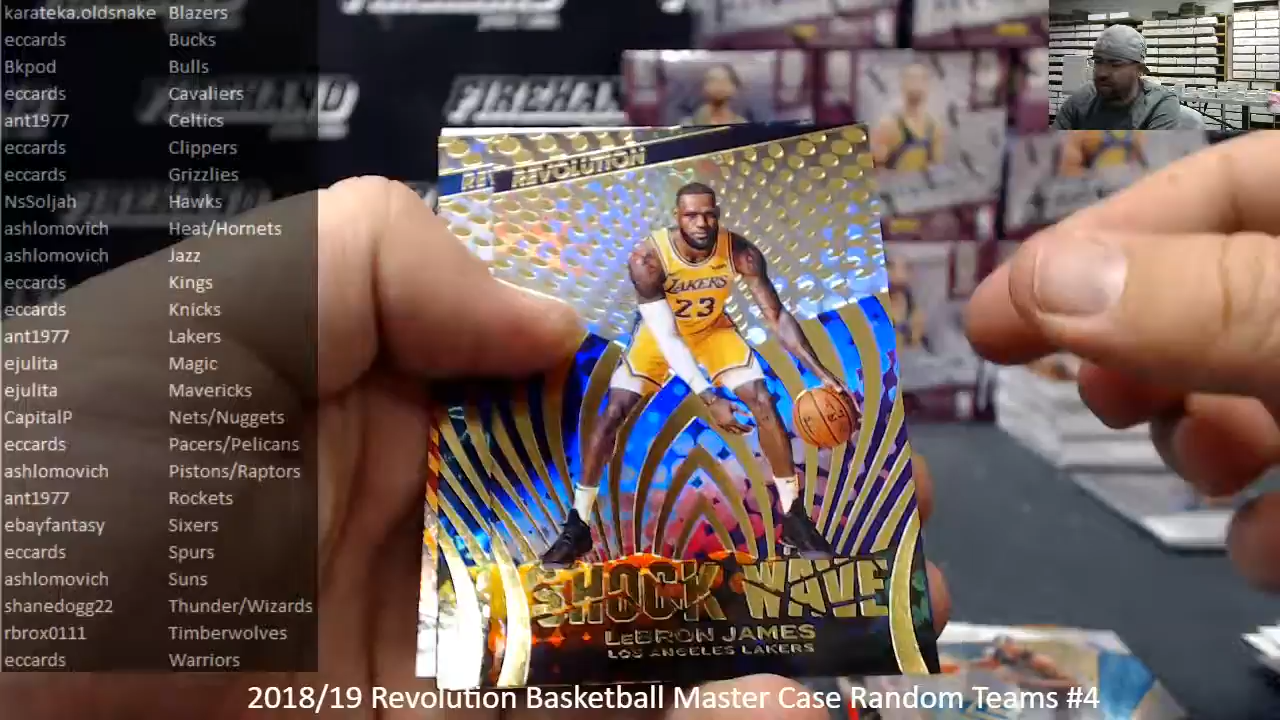 karateka.oldsnake Blazers
eccards Bucks
Bkpod Bulls
eccards Cavaliers
ant1977 Celtics
eccards Clippers
eccards Grizzlies
NsSoljah Hawks
ashlomovich Heat/Hornets
ashlomovich Jazz
eccards Kings
eccards Knicks
ant1977 Lakers
ejulita Magic
ejulita Mavericks
CapitalP Nets/Nuggets
eccards Pacers/Pelicans
ashlomovich Pistons/Raptors
ant1977 Rockets
ebayfantasy Sixers
eccards Spurs
ashlomovich Suns
shanedogg22 Thunder/Wizards
rbrox0111 Timberwolves
eccards Warriors
FIREHAND
REVOLUTION
LAKERS
23
SHOCK WAVE
LeBRON JAMES
LOS ANGELES LAKERS
2018/19 Revolution Basketball Master Case Random Teams #4